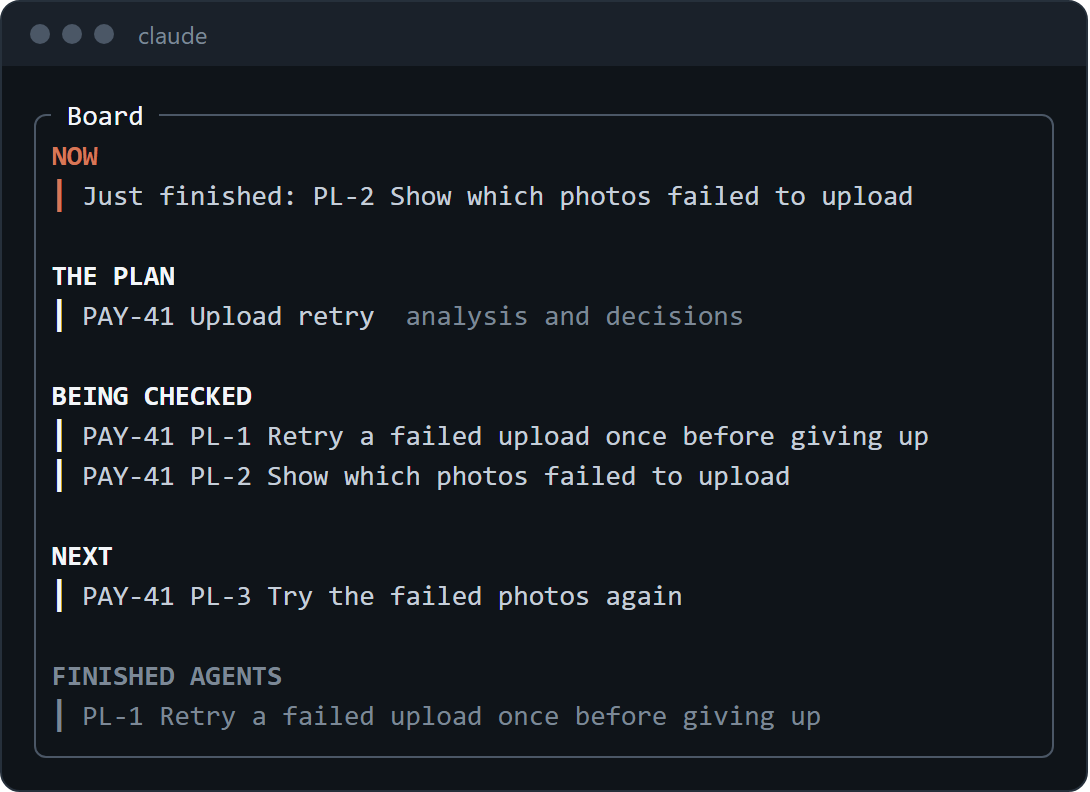 claude
Board
NOW
Just finished: PL-2 Show which photos failed to upload
THE PLAN
PAY-41 Upload retry  analysis and decisions
BEING CHECKED
PAY-41 PL-1 Retry a failed upload once before giving up
PAY-41 PL-2 Show which photos failed to upload
NEXT
PAY-41 PL-3 Try the failed photos again
FINISHED AGENTS
PL-1 Retry a failed upload once before giving up